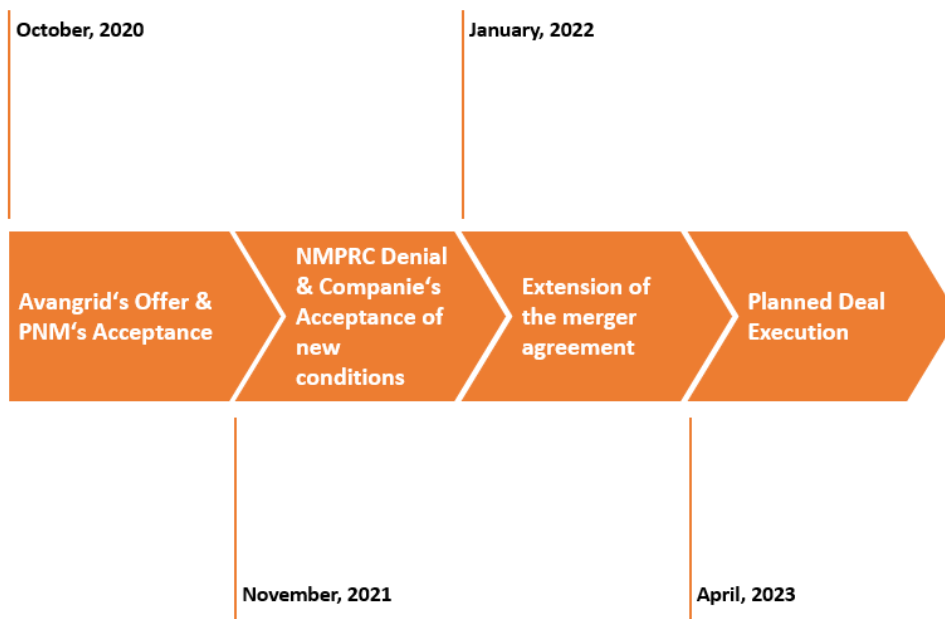 October, 2020
January, 2022
Avangrid‘s Offer &
PNM‘s Acceptance
NMPRC Denial
& Companie‘s
Acceptance of
new
conditions
Extension of
the merger
agreement
Planned Deal
Execution
November, 2021
April, 2023